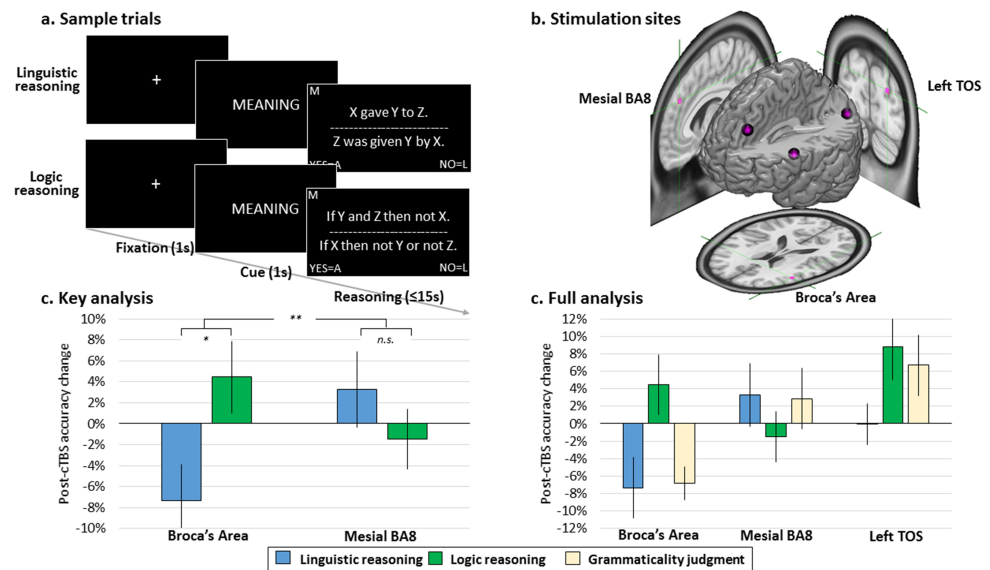 a. Sample trials
Linguistic
reasoning
+
MEANING
M
X gave Y to Z.
Z was given Y by X.
YES=A NO=L
Logic
reasoning
+
MEANING
M
If Y and Z then not X.
If X then not Y or not Z.
YES=A NO=L
Fixation (1s)
Cue (1s)
Reasoning (≤15s)
b. Stimulation sites
Mesial BA8
Left TOS
Broca's Area
c. Key analysis
Post-cTBS accuracy change
10%
8%
6%
4%
2%
0%
-2%
-4%
-6%
-8%
-10%
**
*
n.s.
Broca's Area
Mesial BA8
c. Full analysis
Post-cTBS accuracy change
12%
10%
8%
6%
4%
2%
0%
-2%
-4%
-6%
-8%
-10%
-12%
Broca's Area
Mesial BA8
Left TOS
Linguistic reasoning
Logic reasoning
Grammaticality judgment